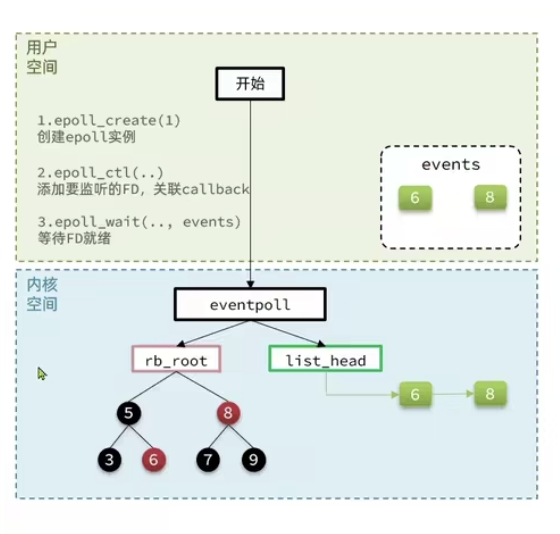 用户
空间
开始
1.epoll_create(1)
创建epoll实例
2.epoll_ctl(..)
添加要监听的FD，关联callback
3.epoll_wait(.., events)
等待FD就绪
events
6 8
内核
空间
eventpoll
rb_root list_head
6 8
5 8
3 6 7 9